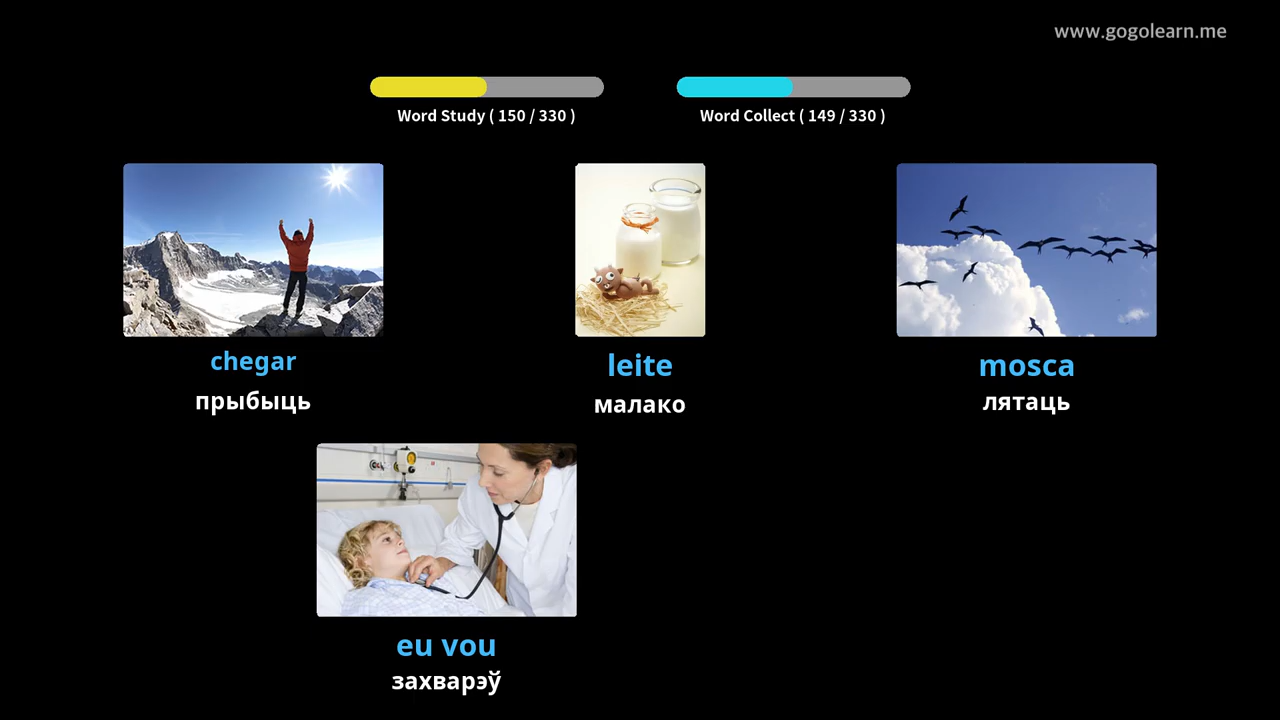 www.gogolearn.me
Word Study ( 150 / 330 )
Word Collect ( 149 / 330 )
chegar
прыбыць
leite
малако
mosca
лятаць
eu vou
захварэў